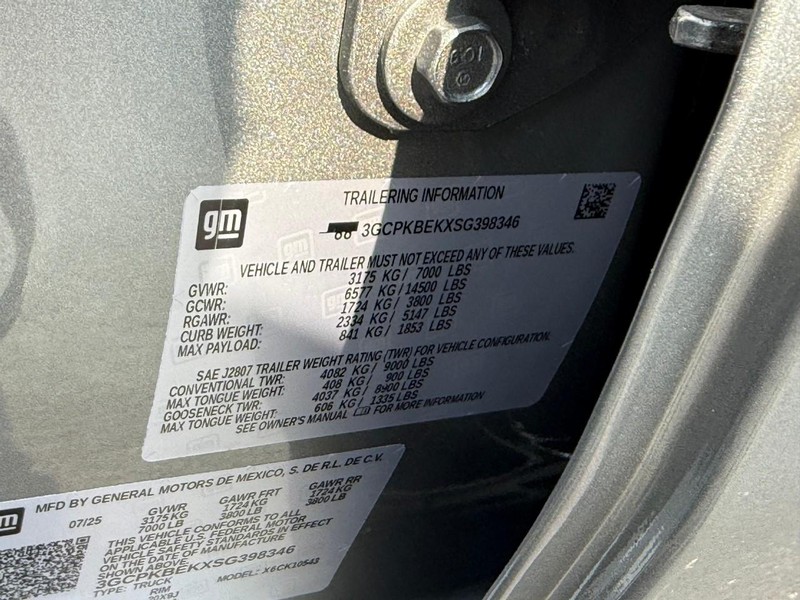 601
gm
TRAILERING INFORMATION
3GCPKBEKXSG398346
VEHICLE AND TRAILER MUST NOT EXCEED ANY OF THESE VALUES.
GVWR: 3175 KG / 7000 LBS
GCWR: 6577 KG / 14500 LBS
RGAWR: 1724 KG / 3800 LBS
CURB WEIGHT: 2334 KG / 5147 LBS
MAX PAYLOAD: 841 KG / 1853 LBS
SAE J2807 TRAILER WEIGHT RATING (TWR) FOR VEHICLE CONFIGURATION.
CONVENTIONAL TWR: 4082 KG / 9000 LBS
MAX TONGUE WEIGHT: 408 KG / 900 LBS
GOOSENECK TWR: 4037 KG / 8900 LBS
MAX TONGUE WEIGHT: 606 KG / 1335 LBS
SEE OWNER'S MANUAL FOR MORE INFORMATION
MFD BY GENERAL MOTORS DE MEXICO, S. DE R.L. DE C.V.
07/25 GVWR GAWR FRT GAWR RR
3175 KG 1724 KG 1724 KG
7000 LB 3800 LB 3800 LB
THIS VEHICLE CONFORMS TO ALL
APPLICABLE U.S. FEDERAL MOTOR
VEHICLE SAFETY STANDARDS IN EFFECT
ON THE DATE OF MANUFACTURE
SHOWN ABOVE.
3GCPKBEKXSG398346
TYPE: TRUCK MODEL: X6CK10543
RIM
20X9J